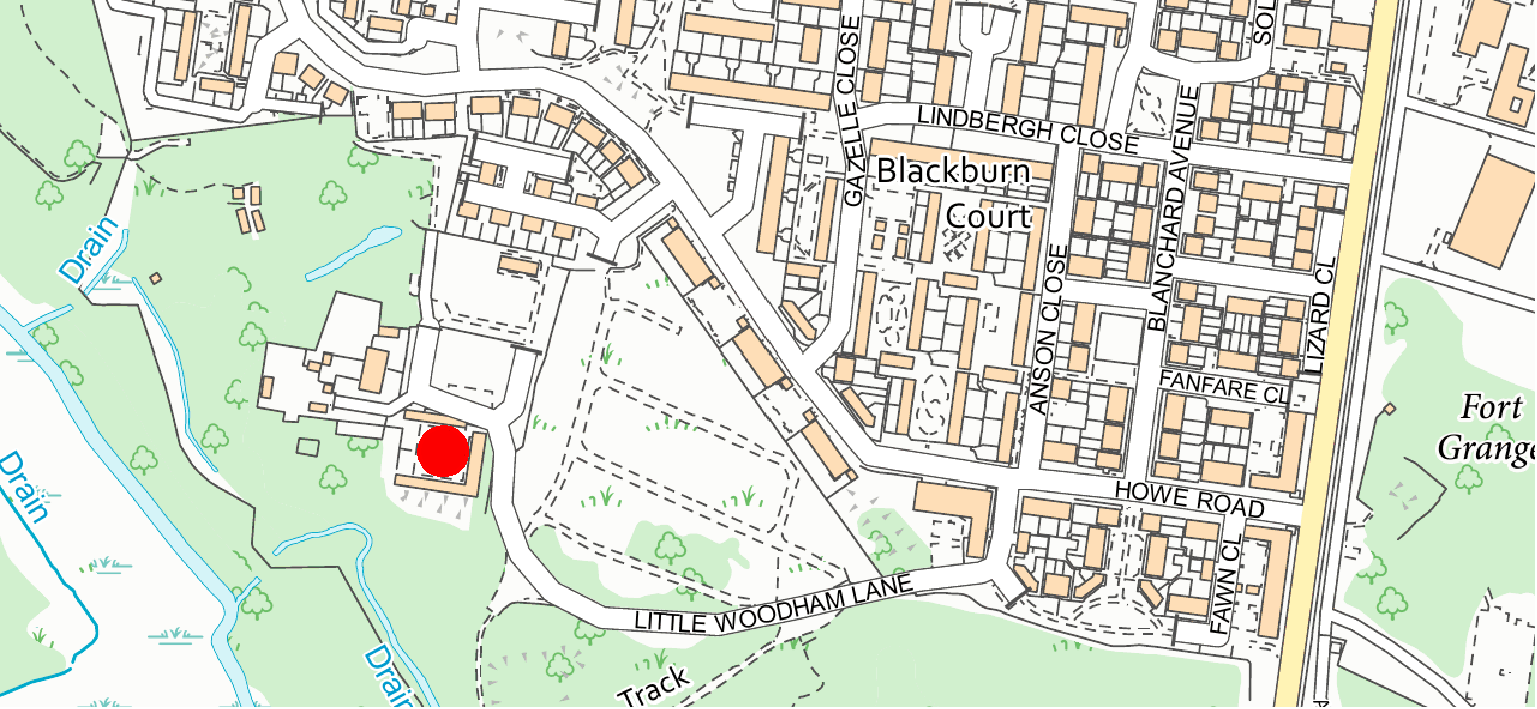 SOL
GAZELLE CLOSE
LINDBERGH CLOSE
BLANCHARD AVENUE
Blackburn
Court
Drain
ANSON CLOSE
LIZARD CL
FANFARE CL
Fort
Grange
Drain
HOWE ROAD
FAWN CL
LITTLE WOODHAM LANE
Drain
Track